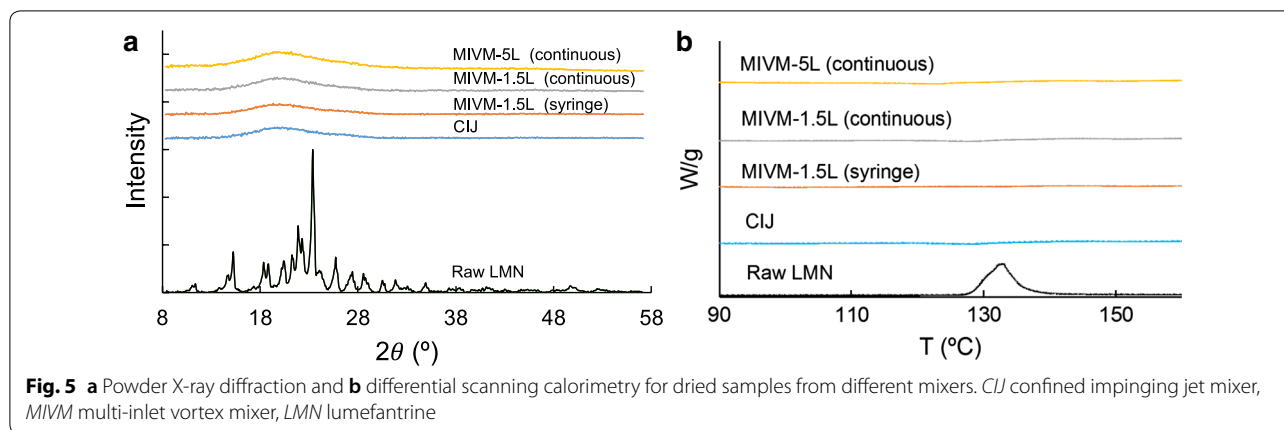 a
Intensity
MIVM-5L (continuous)
MIVM-1.5L (continuous)
MIVM-1.5L (syringe)
CIJ
Raw LMN
8 18 28 38 48 58
2θ (º)
b
W/g
MIVM-5L (continuous)
MIVM-1.5L (continuous)
MIVM-1.5L (syringe)
CIJ
Raw LMN
90 110 130 150
T (ºC)
Fig. 5 a Powder X-ray diffraction and b differential scanning calorimetry for dried samples from different mixers. CIJ confined impinging jet mixer,
MIVM multi-inlet vortex mixer, LMN lumefantrine